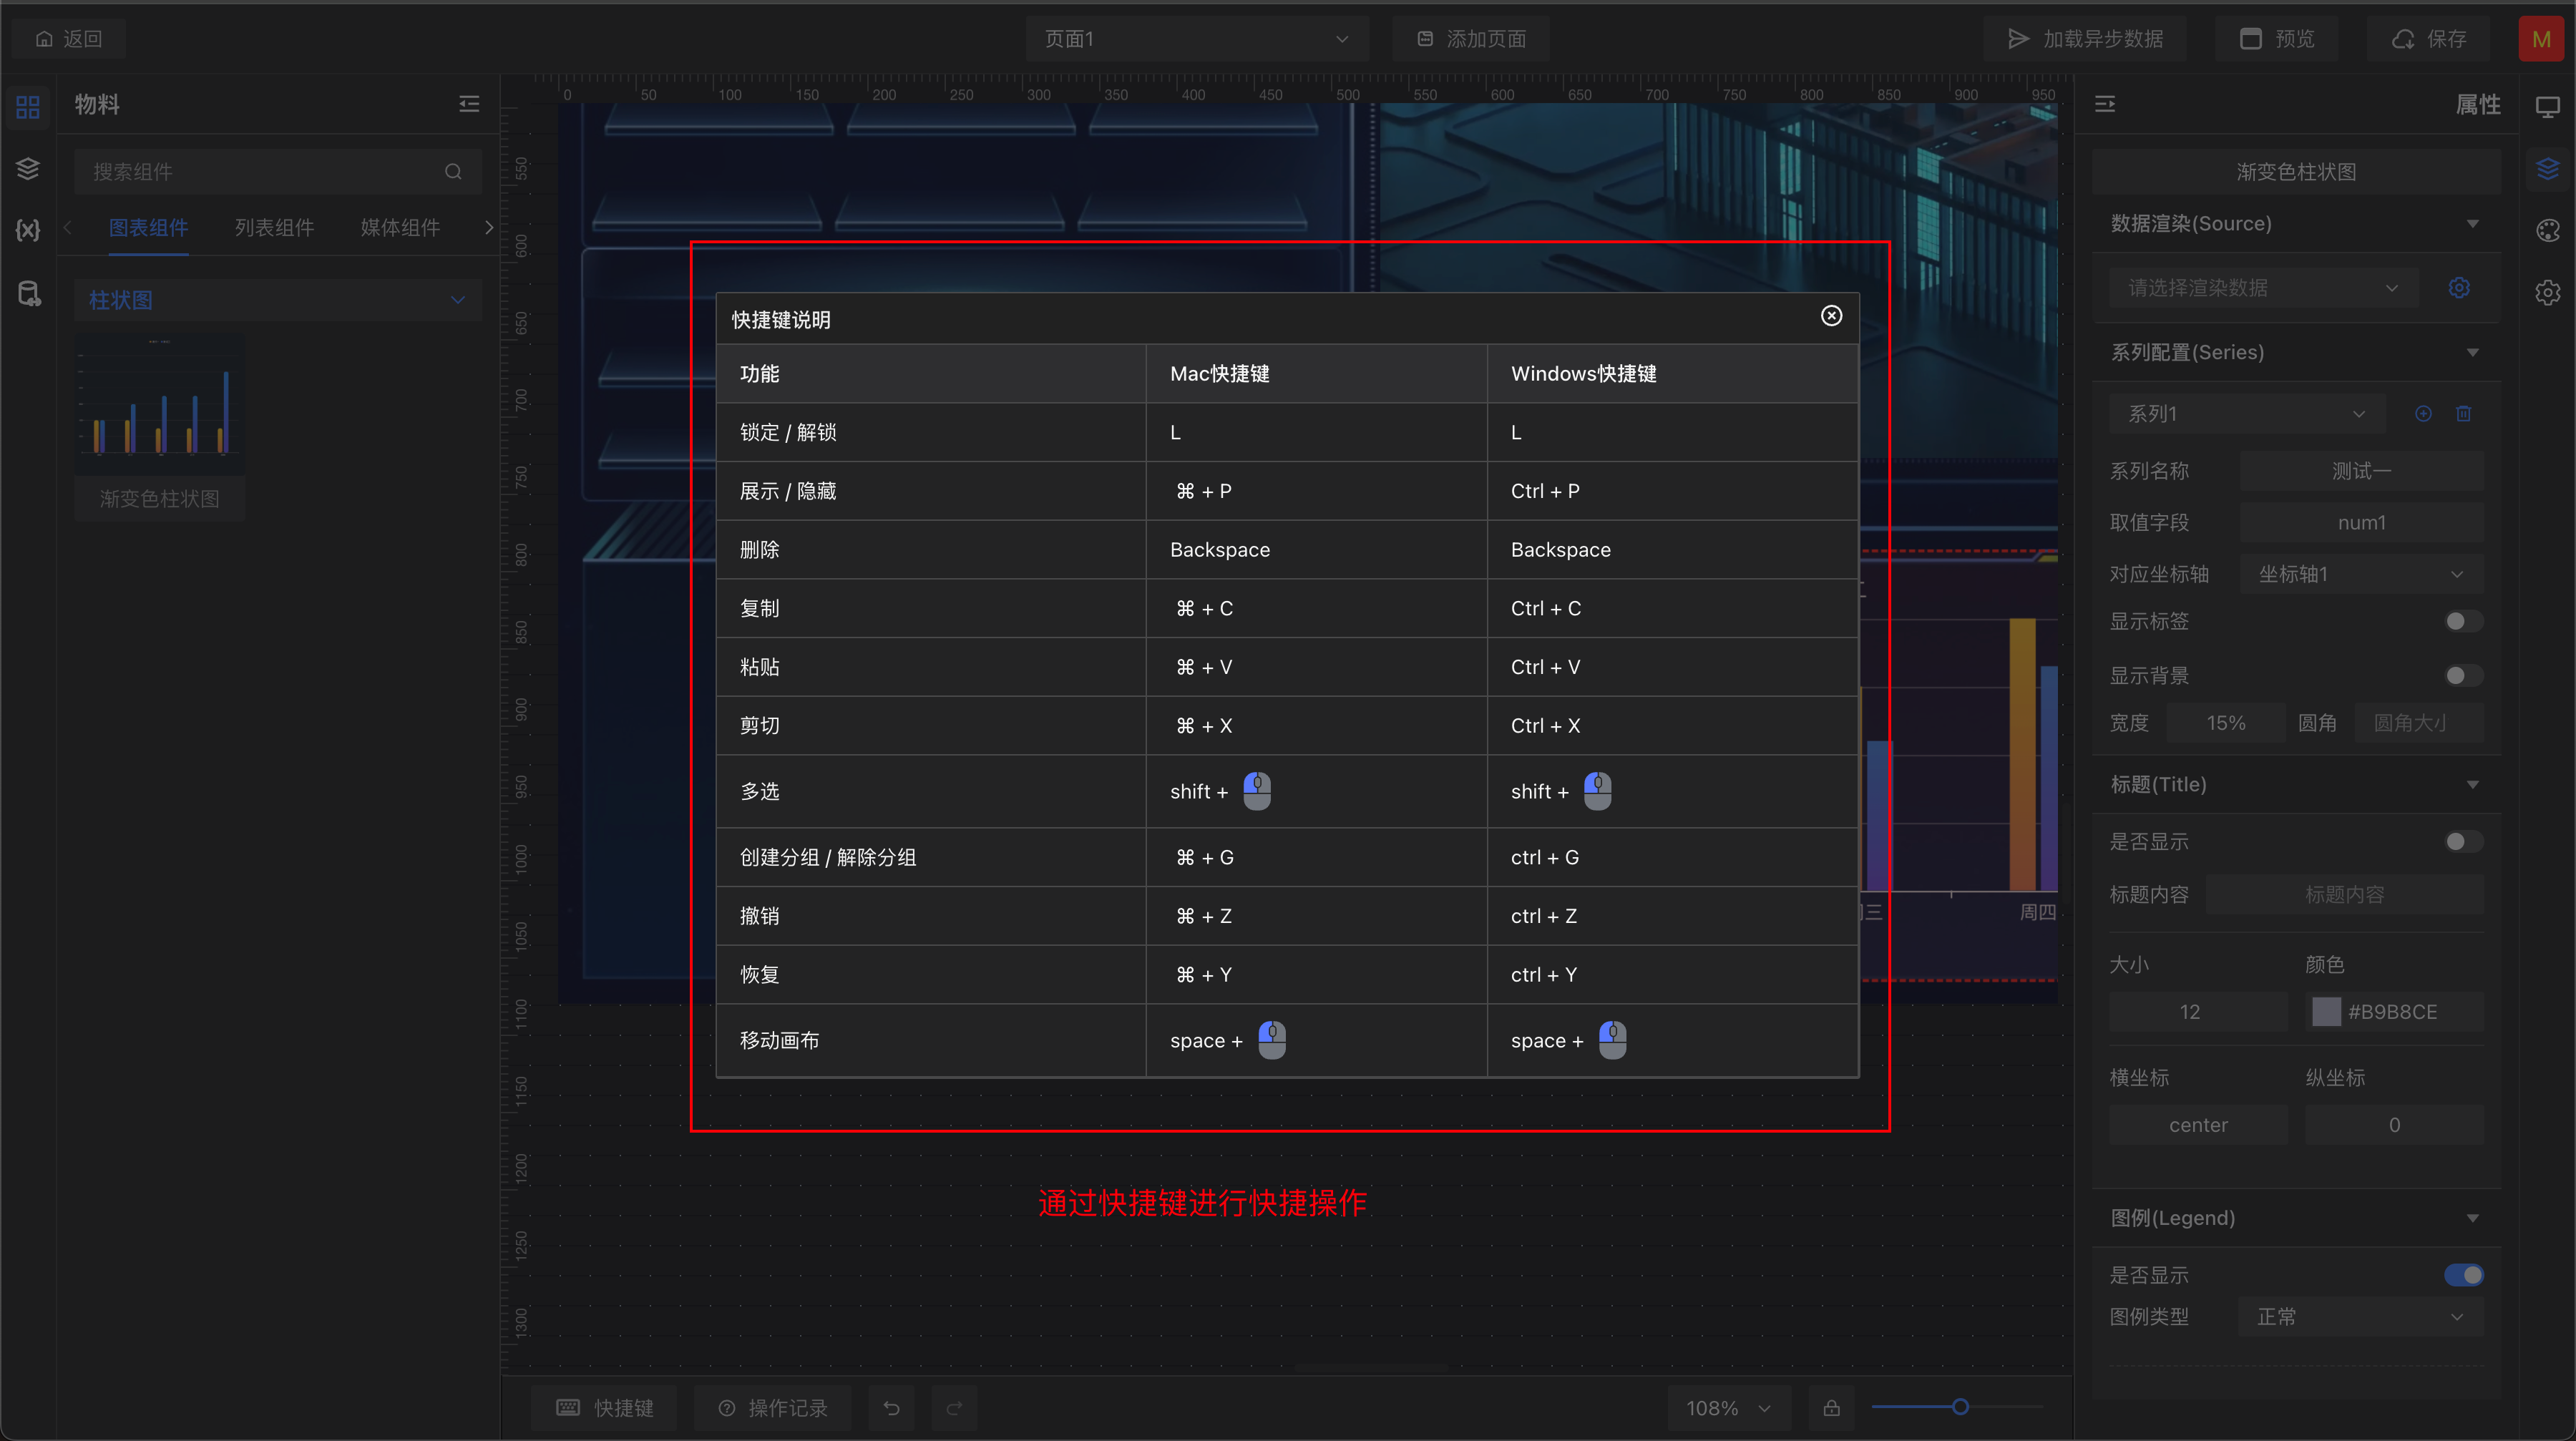 返回
页面1
添加页面
加载异步数据
预览
保存
M
物料
搜索组件
图表组件 列表组件 媒体组件
柱状图
渐变色柱状图
0 50 100 150 200 250 300 350 400 450 500 550 600 650 700 750 800 850 900 950
550
600
650
700
750
800
850
900
950
1000
1050
1100
1150
1200
1250
1300
快捷键说明
功能 Mac快捷键 Windows快捷键
锁定 / 解锁 L L
展示 / 隐藏 ⌘ + P Ctrl + P
删除 Backspace Backspace
复制 ⌘ + C Ctrl + C
粘贴 ⌘ + V Ctrl + V
剪切 ⌘ + X Ctrl + X
多选 shift + shift +
创建分组 / 解除分组 ⌘ + G ctrl + G
撤销 ⌘ + Z ctrl + Z
恢复 ⌘ + Y ctrl + Y
移动画布 space + space +
三 周四
通过快捷键进行快捷操作
快捷键
操作记录
108%
属性
渐变色柱状图
数据渲染(Source)
请选择渲染数据
系列配置(Series)
系列1
系列名称 测试一
取值字段 num1
对应坐标轴 坐标轴1
显示标签
显示背景
宽度 15% 圆角 圆角大小
标题(Title)
是否显示
标题内容 标题内容
大小 颜色
12 #B9B8CE
横坐标 纵坐标
center 0
图例(Legend)
是否显示
图例类型 正常